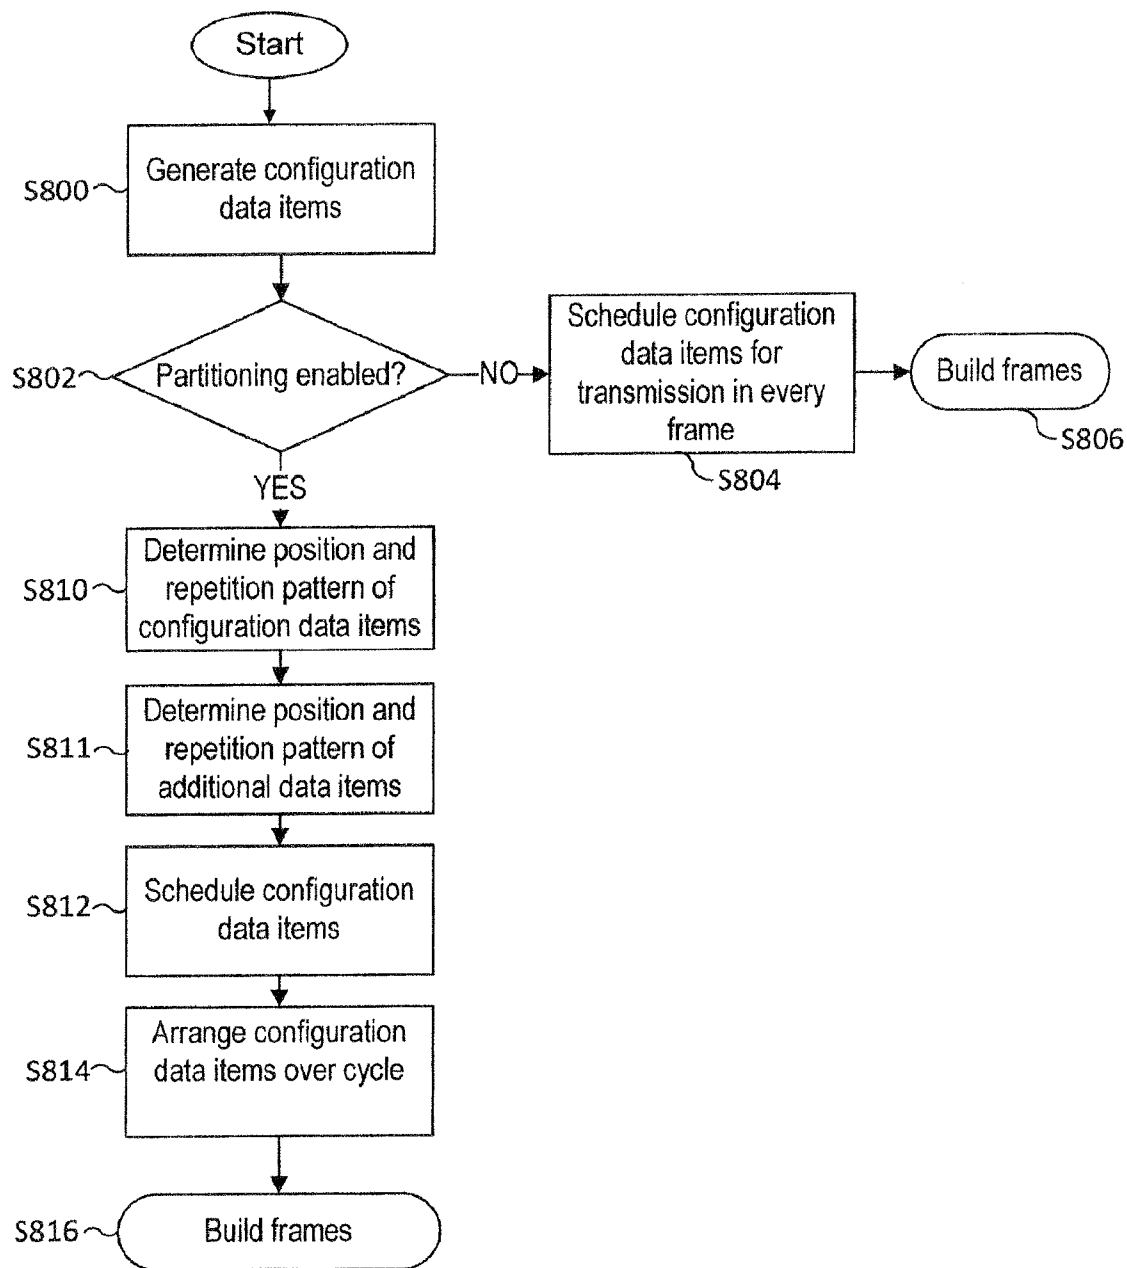 Start
S800
Generate configuration
data items
S802
Partitioning enabled?
NO
Schedule configuration
data items for
transmission in every
frame
S804
Build frames
S806
YES
S810
Determine position and
repetition pattern of
configuration data items
S811
Determine position and
repetition pattern of
additional data items
S812
Schedule configuration
data items
S814
Arrange configuration
data items over cycle
S816
Build frames